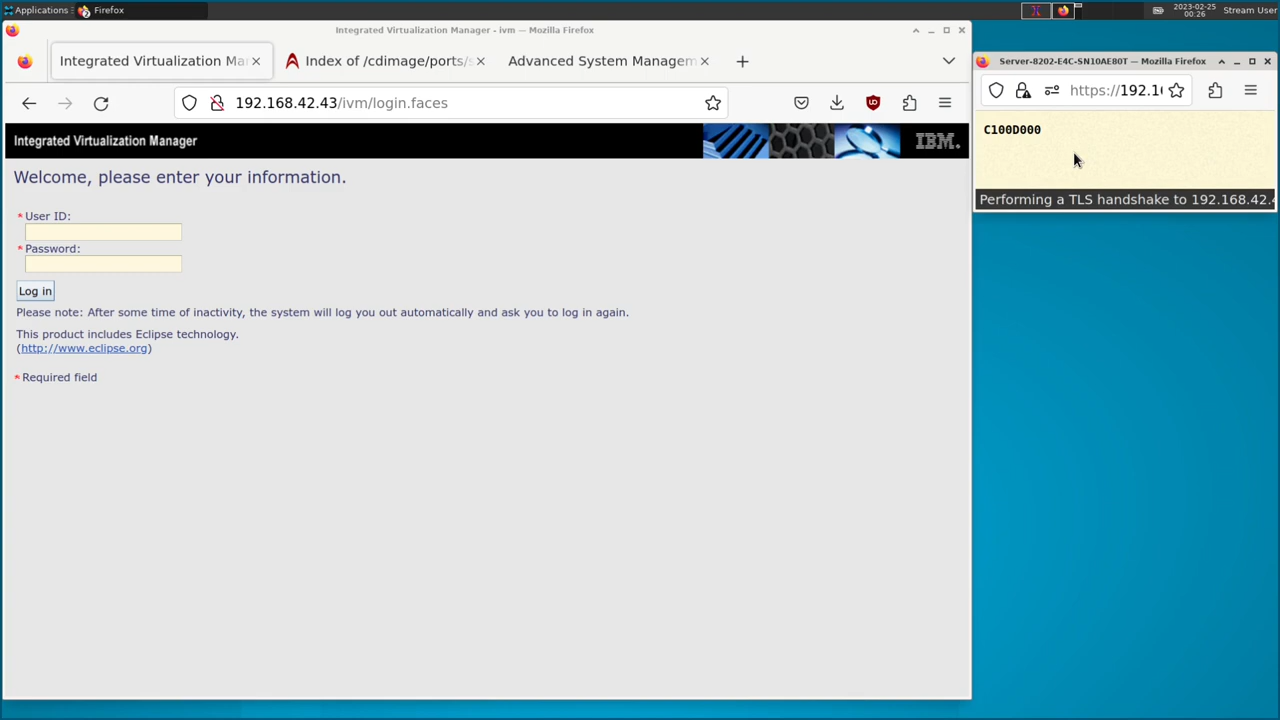 Applications
Firefox
2023-02-25
00:26
Stream User
Integrated Virtualization Manager - ivm — Mozilla Firefox
Integrated Virtualization Ma
Index of /cdimage/ports/s
Advanced System Managem
192.168.42.43/ivm/login.faces
Integrated Virtualization Manager
IBM.
Welcome, please enter your information.
* User ID:
* Password:
Log in
Please note: After some time of inactivity, the system will log you out automatically and ask you to log in again.
This product includes Eclipse technology.
(http://www.eclipse.org)
* Required field
Server-8202-E4C-SN10AE80T — Mozilla Firefox
https://192.1
C100D000
Performing a TLS handshake to 192.168.42.4